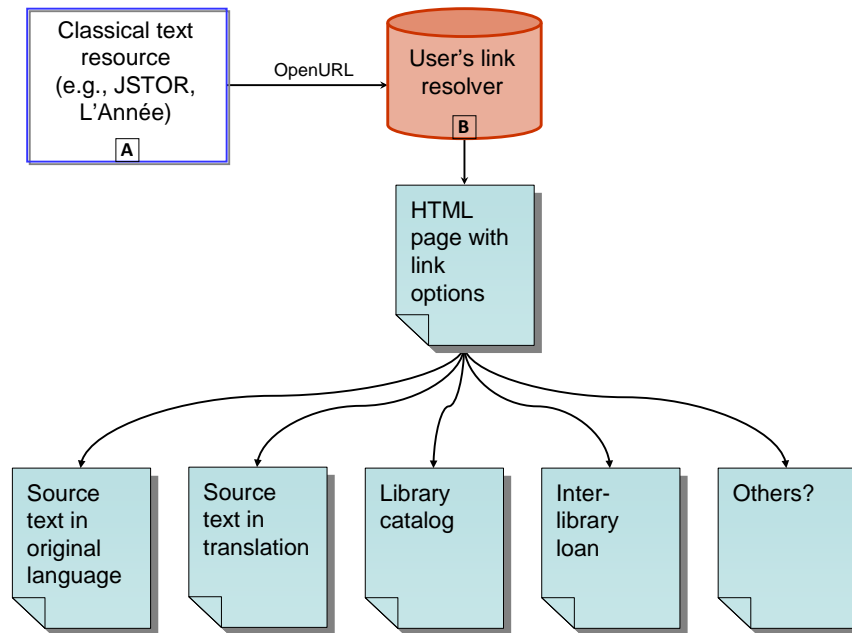 Classical text
resource
(e.g., JSTOR,
L'Année)
A
OpenURL
User's link
resolver
B
HTML
page with
link
options
Source
text in
original
language
Source
text in
translation
Library
catalog
Inter-
library
loan
Others?